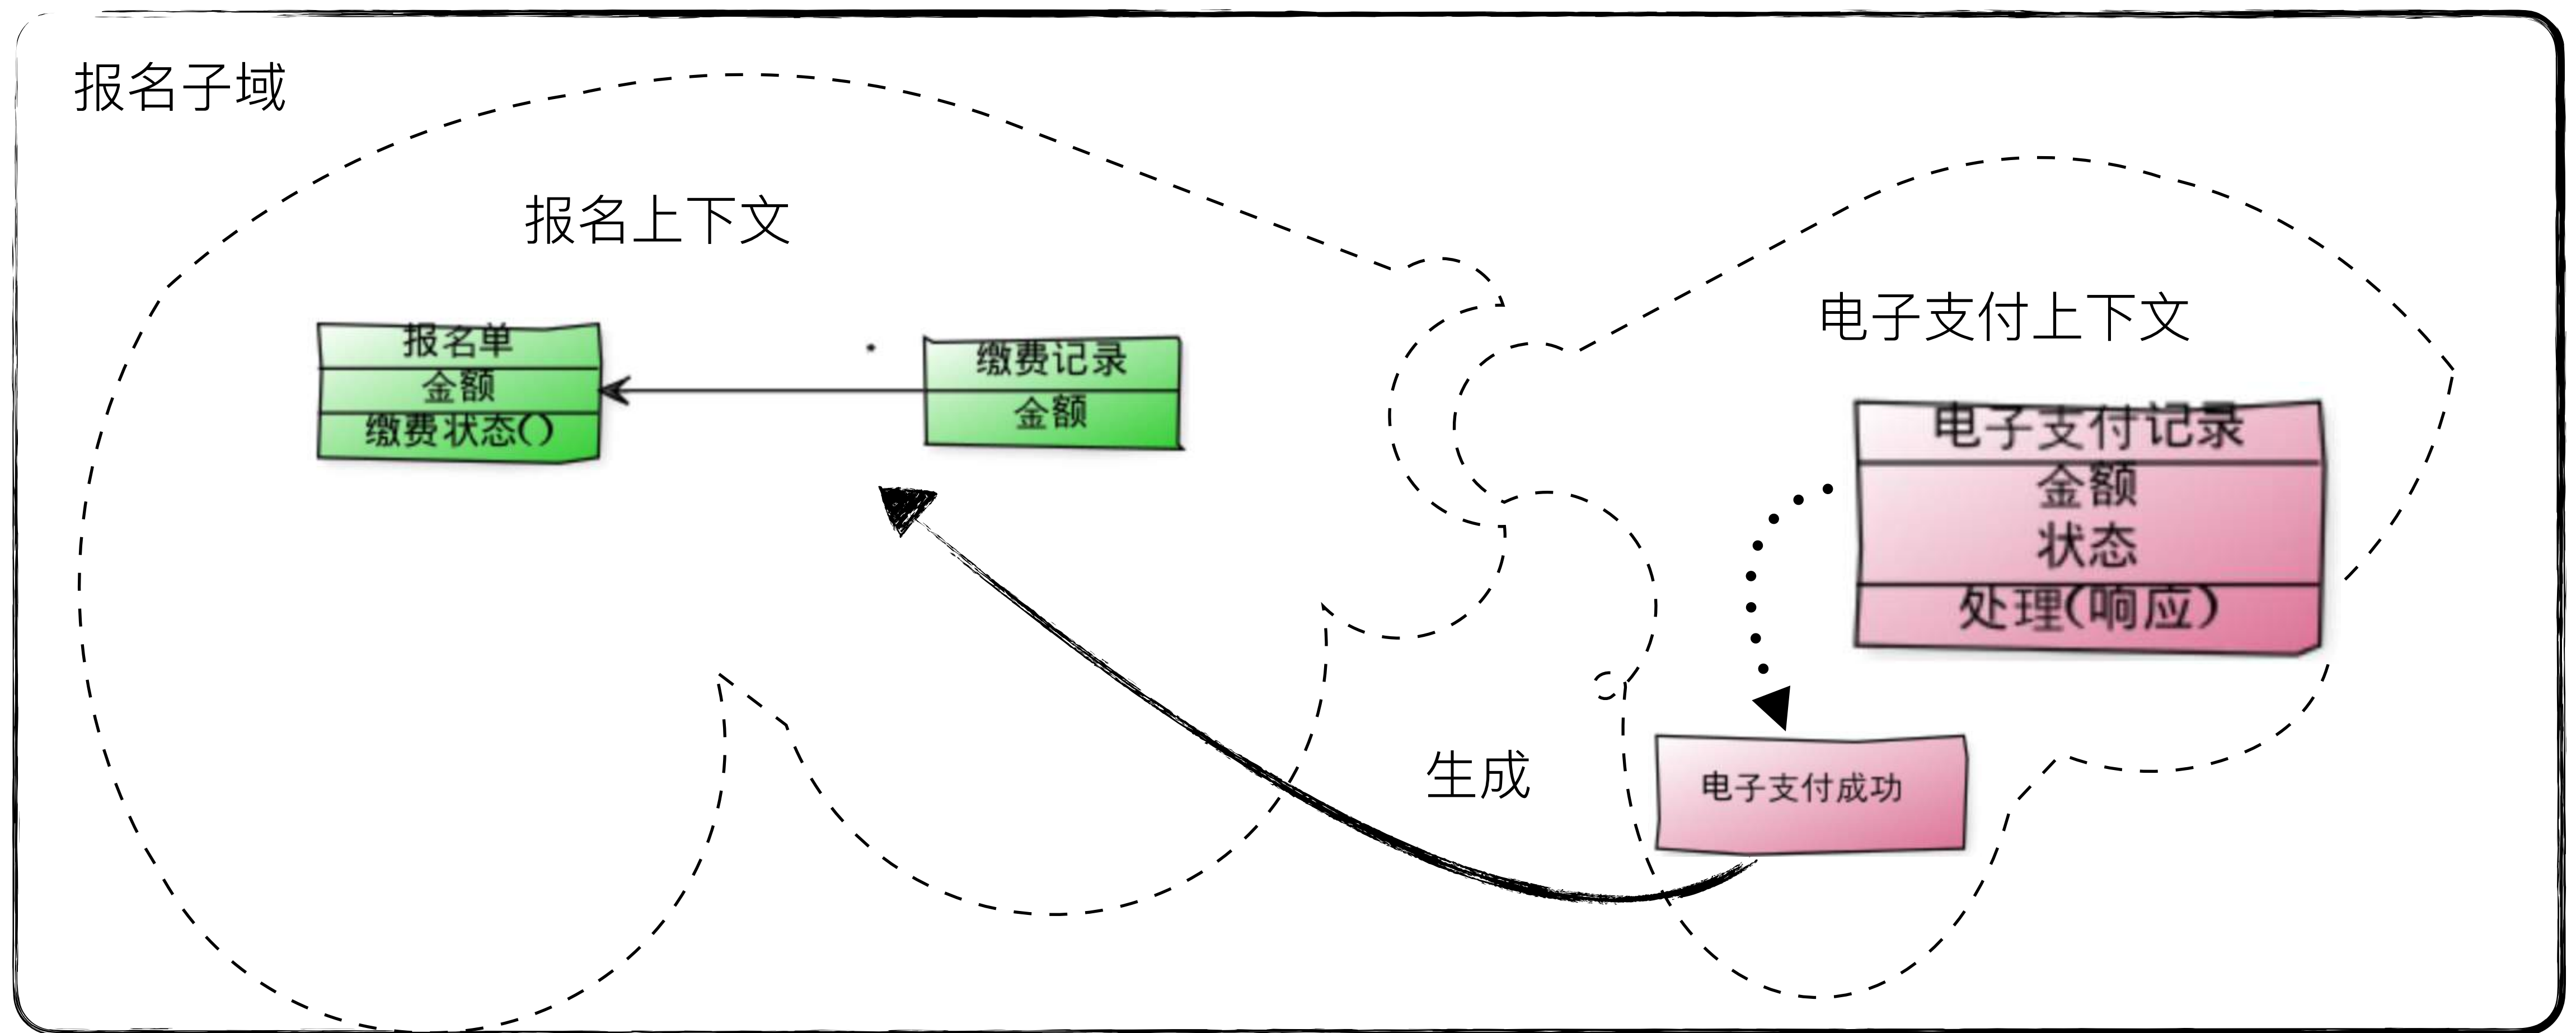 报名子域
报名上下文
报名单
金额
缴费状态()
*
缴费记录
金额
电子支付上下文
电子支付记录
金额
状态
处理(响应)
生成
电子支付成功